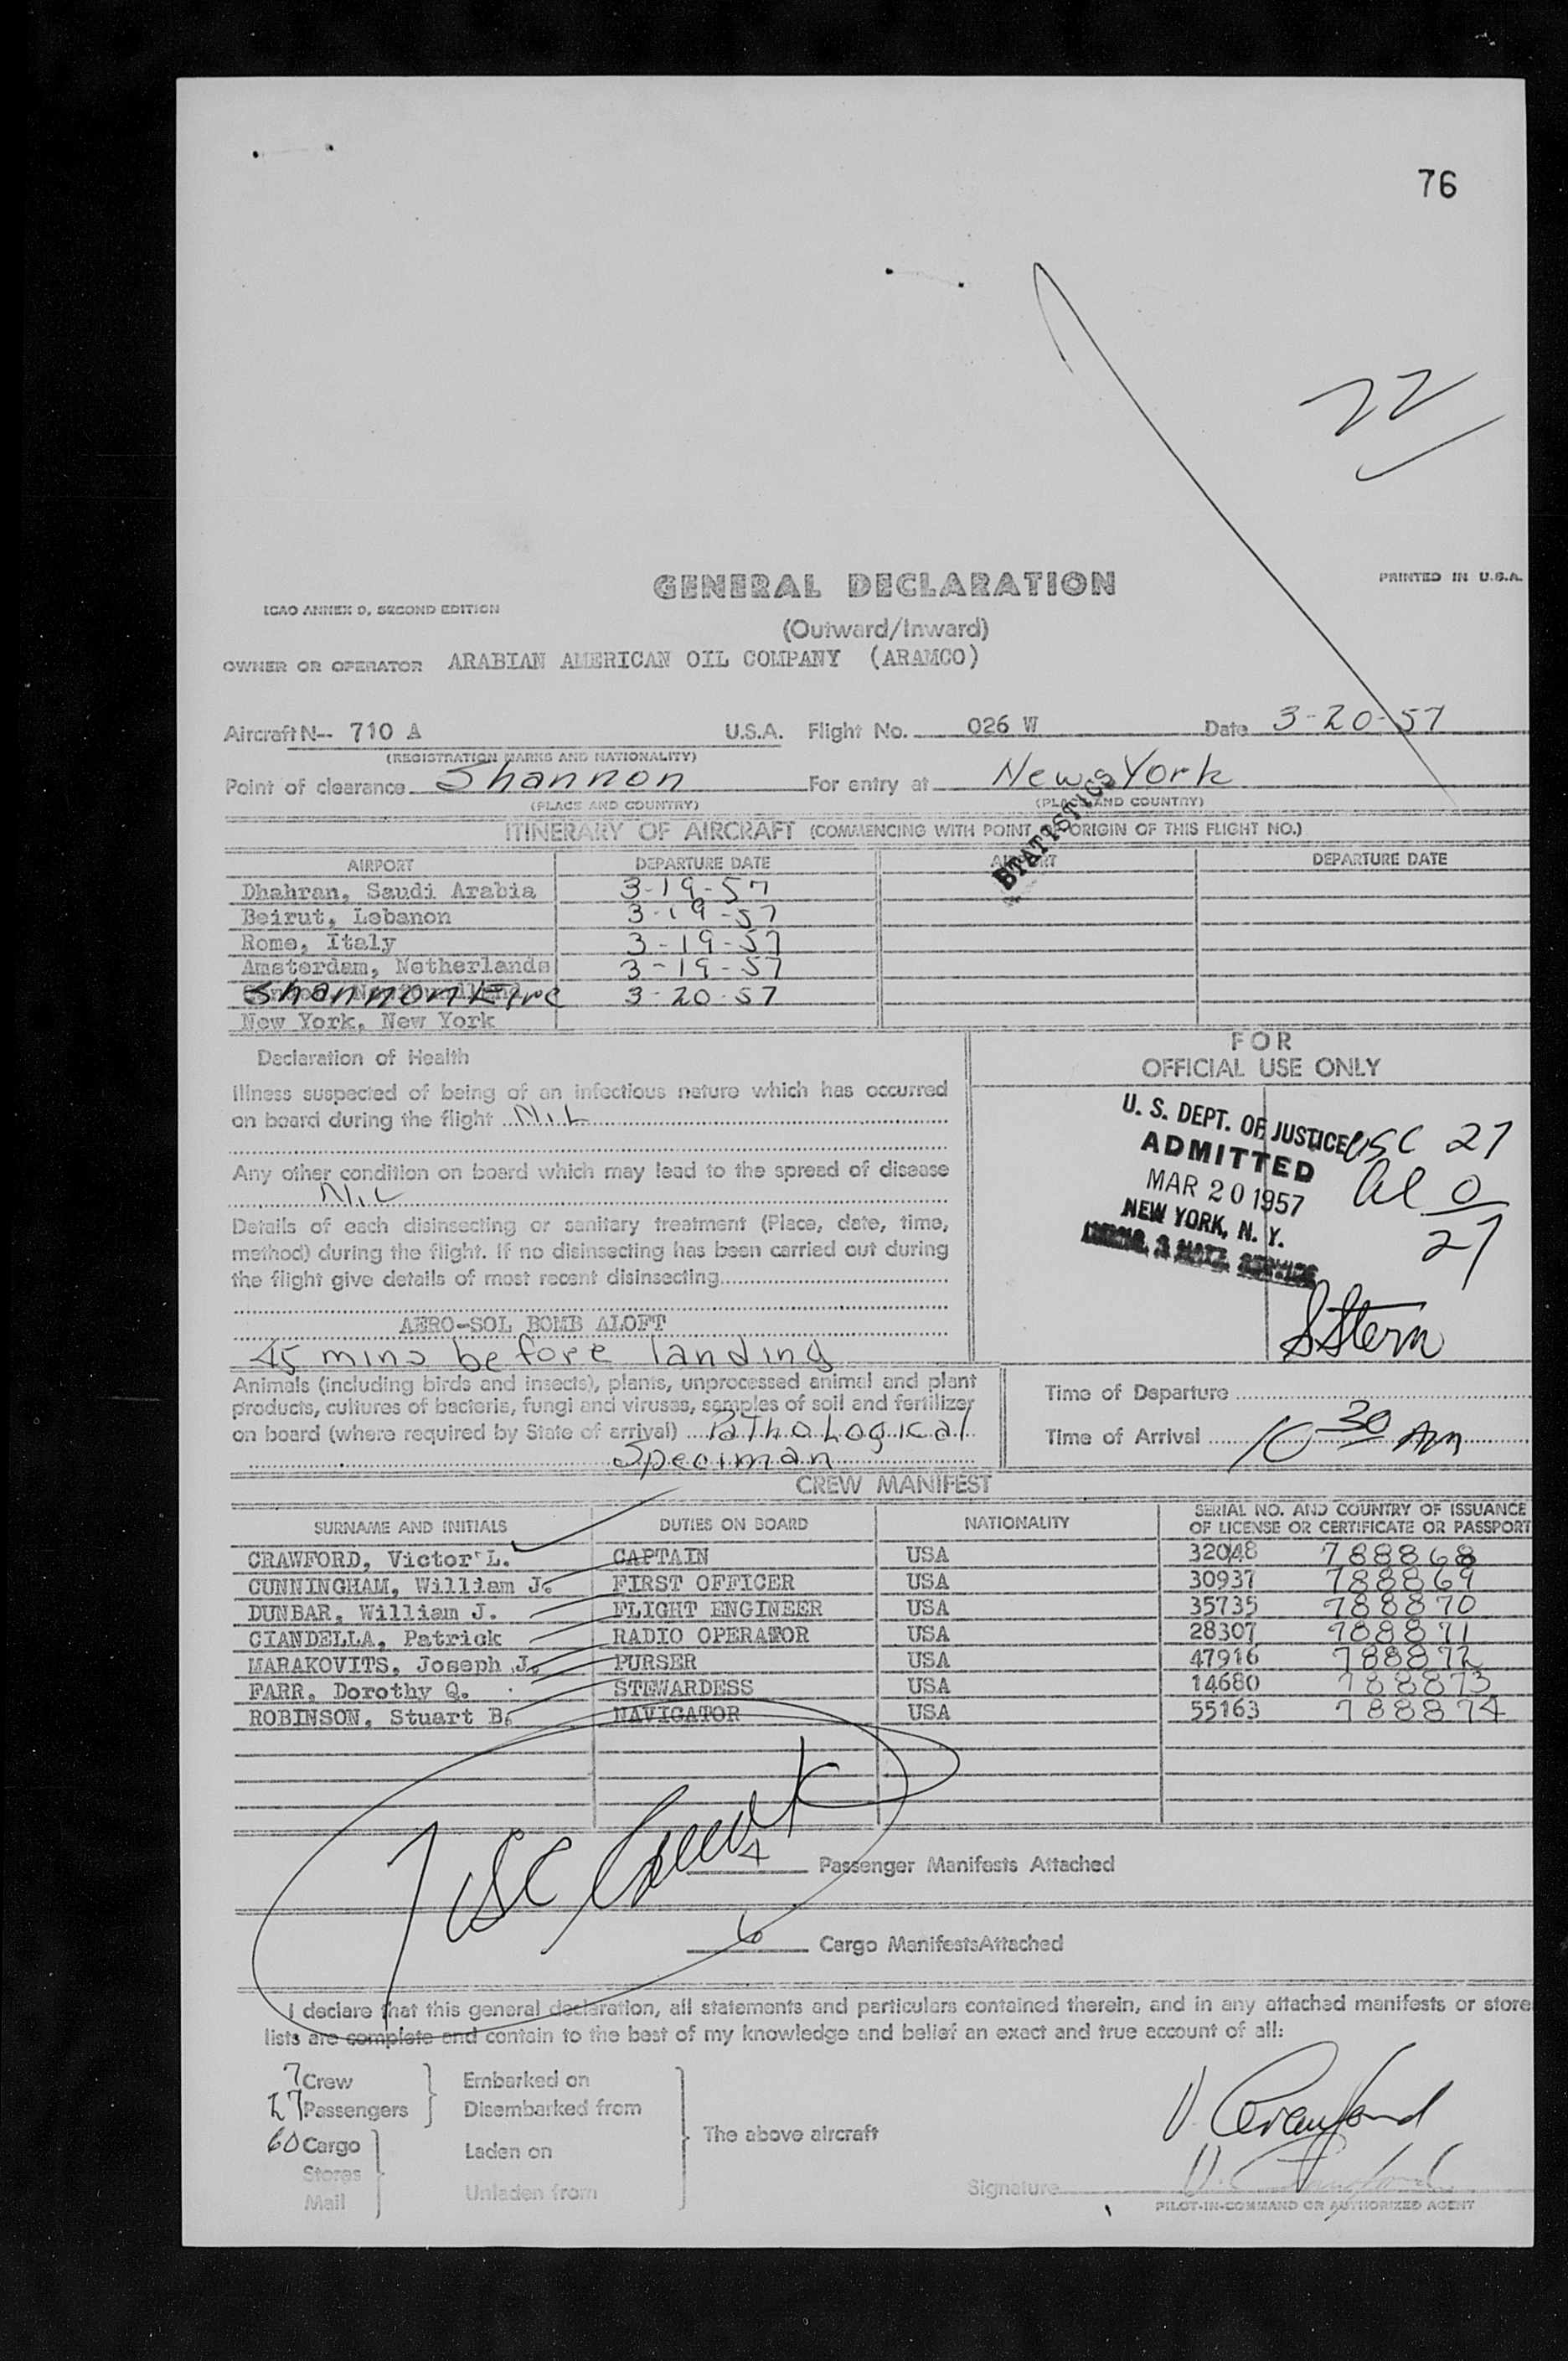 76
22
GENERAL DECLARATION
PRINTED IN U.S.A.
ICAO ANNEX 9, SECOND EDITION
(Outward/Inward)
OWNER OR OPERATOR ARABIAN AMERICAN OIL COMPANY (ARAMCO)
Aircraft N-- 710 A U.S.A. Flight No. 026 W Date 3-20-57
(REGISTRATION MARKS AND NATIONALITY)
Point of clearance Shannon For entry at New York
(PLACE AND COUNTRY) (PLACE AND COUNTRY)
STATISTICS
ITINERARY OF AIRCRAFT (COMMENCING WITH POINT OF ORIGIN OF THIS FLIGHT NO.)
AIRPORT DEPARTURE DATE AIRPORT DEPARTURE DATE
Dhahran, Saudi Arabia 3-19-57
Beirut, Lebanon 3-19-57
Rome, Italy 3-19-57
Amsterdam, Netherlands 3-19-57
Shannon Eire 3-20-57
New York, New York
Declaration of Health
Illness suspected of being of an infectious nature which has occurred
on board during the flight NIL
Any other condition on board which may lead to the spread of disease
NIL
Details of each disinsecting or sanitary treatment (Place, date, time,
method) during the flight. If no disinsecting has been carried out during
the flight give details of most recent disinsecting
AERO-SOL BOMB ALOFT
45 mins before landing
FOR
OFFICIAL USE ONLY
U. S. DEPT. OF JUSTICE
ADMITTED
MAR 20 1957
NEW YORK, N. Y.
IMMIG. & NATZ. SERVICE
USC 27
Al 0
27
SStern
Animals (including birds and insects), plants, unprocessed animal and plant
products, cultures of bacteria, fungi and viruses, samples of soil and fertilizer
on board (where required by State of arrival) Pathological
Speciman
Time of Departure
Time of Arrival 10 30 Am
CREW MANIFEST
SURNAME AND INITIALS DUTIES ON BOARD NATIONALITY SERIAL NO. AND COUNTRY OF ISSUANCE OF LICENSE OR CERTIFICATE OR PASSPORT
CRAWFORD, Victor L. CAPTAIN USA 32048 788868
CUNNINGHAM, William J. FIRST OFFICER USA 30937 788869
DUNBAR, William J. FLIGHT ENGINEER USA 35735 788870
CIANDELLA, Patrick RADIO OPERATOR USA 28307 788871
MARAKOVITS, Joseph J. PURSER USA 47916 788872
FARR, Dorothy Q. STEWARDESS USA 14680 788873
ROBINSON, Stuart B. NAVIGATOR USA 55163 788874
7 USC Crew
4 Passenger Manifests Attached
6 Cargo Manifests Attached
I declare that this general declaration, all statements and particulars contained therein, and in any attached manifests or store
lists are complete and contain to the best of my knowledge and belief an exact and true account of all:
7 Crew Embarked on
27 Passengers Disembarked from
60 Cargo Laden on
Stores
Mail Unladen from
The above aircraft
V. Crawford
Signature V. Crawford
PILOT-IN-COMMAND OR AUTHORIZED AGENT